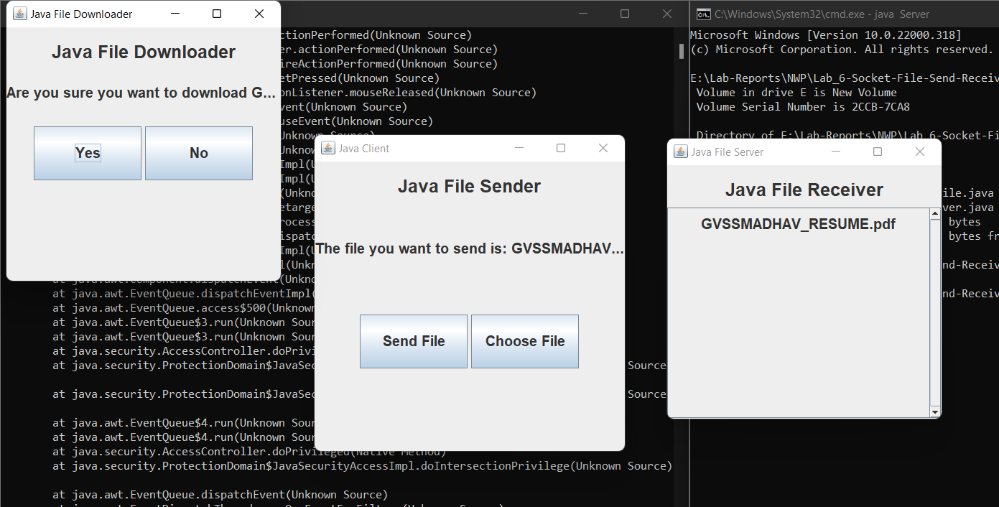 Java File Downloader
Java File Downloader
Are you sure you want to download G...
Yes
No
ctionPerformed(Unknown Source)
er.actionPerformed(Unknown Source)
ireActionPerformed(Unknown Source)
etPressed(Unknown Source)
onListener.mouseReleased(Unknown Source)
vent(Unknown Source)
useEvent(Unknown Source)
Unknown Source)
Unkno
Impl(U
Impl(U
(Unkno
etarge
rocess
ispatc
Impl(U
l(Unkn
at java.awt.Component.dispatchEvent(Unkno
at java.awt.EventQueue.dispatchEventImpl(
at java.awt.EventQueue.access$500(Unknown
at java.awt.EventQueue$3.run(Unknown Sour
at java.awt.EventQueue$3.run(Unknown Sour
at java.security.AccessController.doPrivi
at java.security.ProtectionDomain$JavaSec Source
at java.security.ProtectionDomain$JavaSec Source
at java.awt.EventQueue$4.run(Unknown Sour
at java.awt.EventQueue$4.run(Unknown Sour
at java.security.AccessController.doPrivileged(Native Method)
at java.security.ProtectionDomain$JavaSecurityAccessImpl.doIntersectionPrivilege(Unknown Source)
at java.awt.EventQueue.dispatchEvent(Unknown Source)
Java Client
Java File Sender
The file you want to send is: GVSSMADHAV...
Send File
Choose File
C:\Windows\System32\cmd.exe - java Server
Microsoft Windows [Version 10.0.22000.318]
(c) Microsoft Corporation. All rights reserved.
E:\Lab-Reports\NWP\Lab_6-Socket-File-Send-Receiv
Volume in drive E is New Volume
Volume Serial Number is 2CCB-7CA8
Directory of E:\Lab-Reports\NWP\Lab_6-Socket-Fi
ile.java
ver.java
bytes
bytes fr
nd-Receiv
nd-Receiv
Java File Server
Java File Receiver
GVSSMADHAV_RESUME.pdf